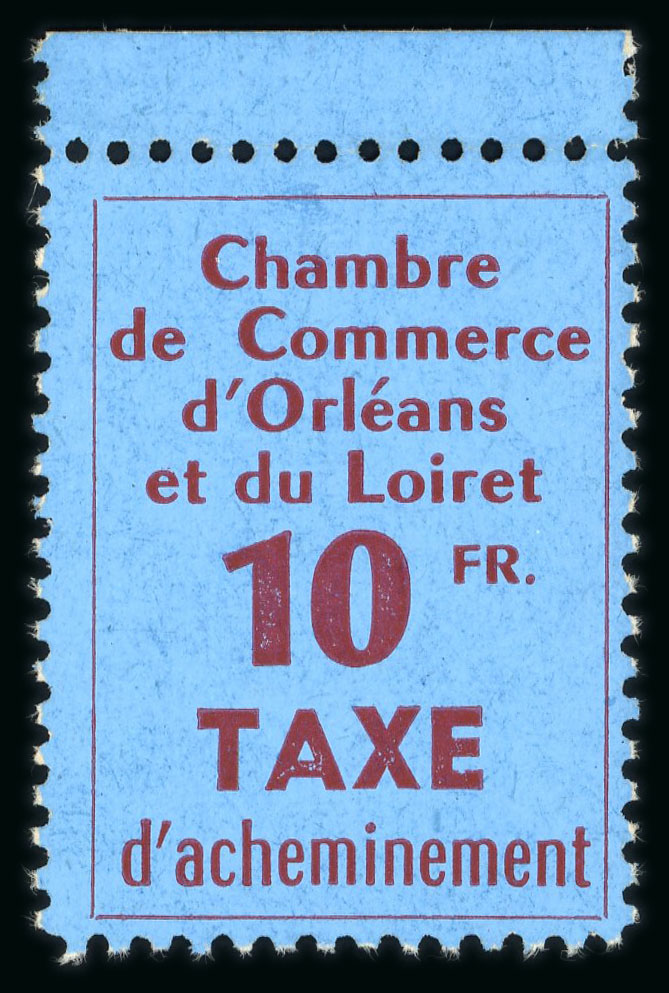 Chambre
de Commerce
d'Orléans
et du Loiret
10 FR.
TAXE
d'acheminement